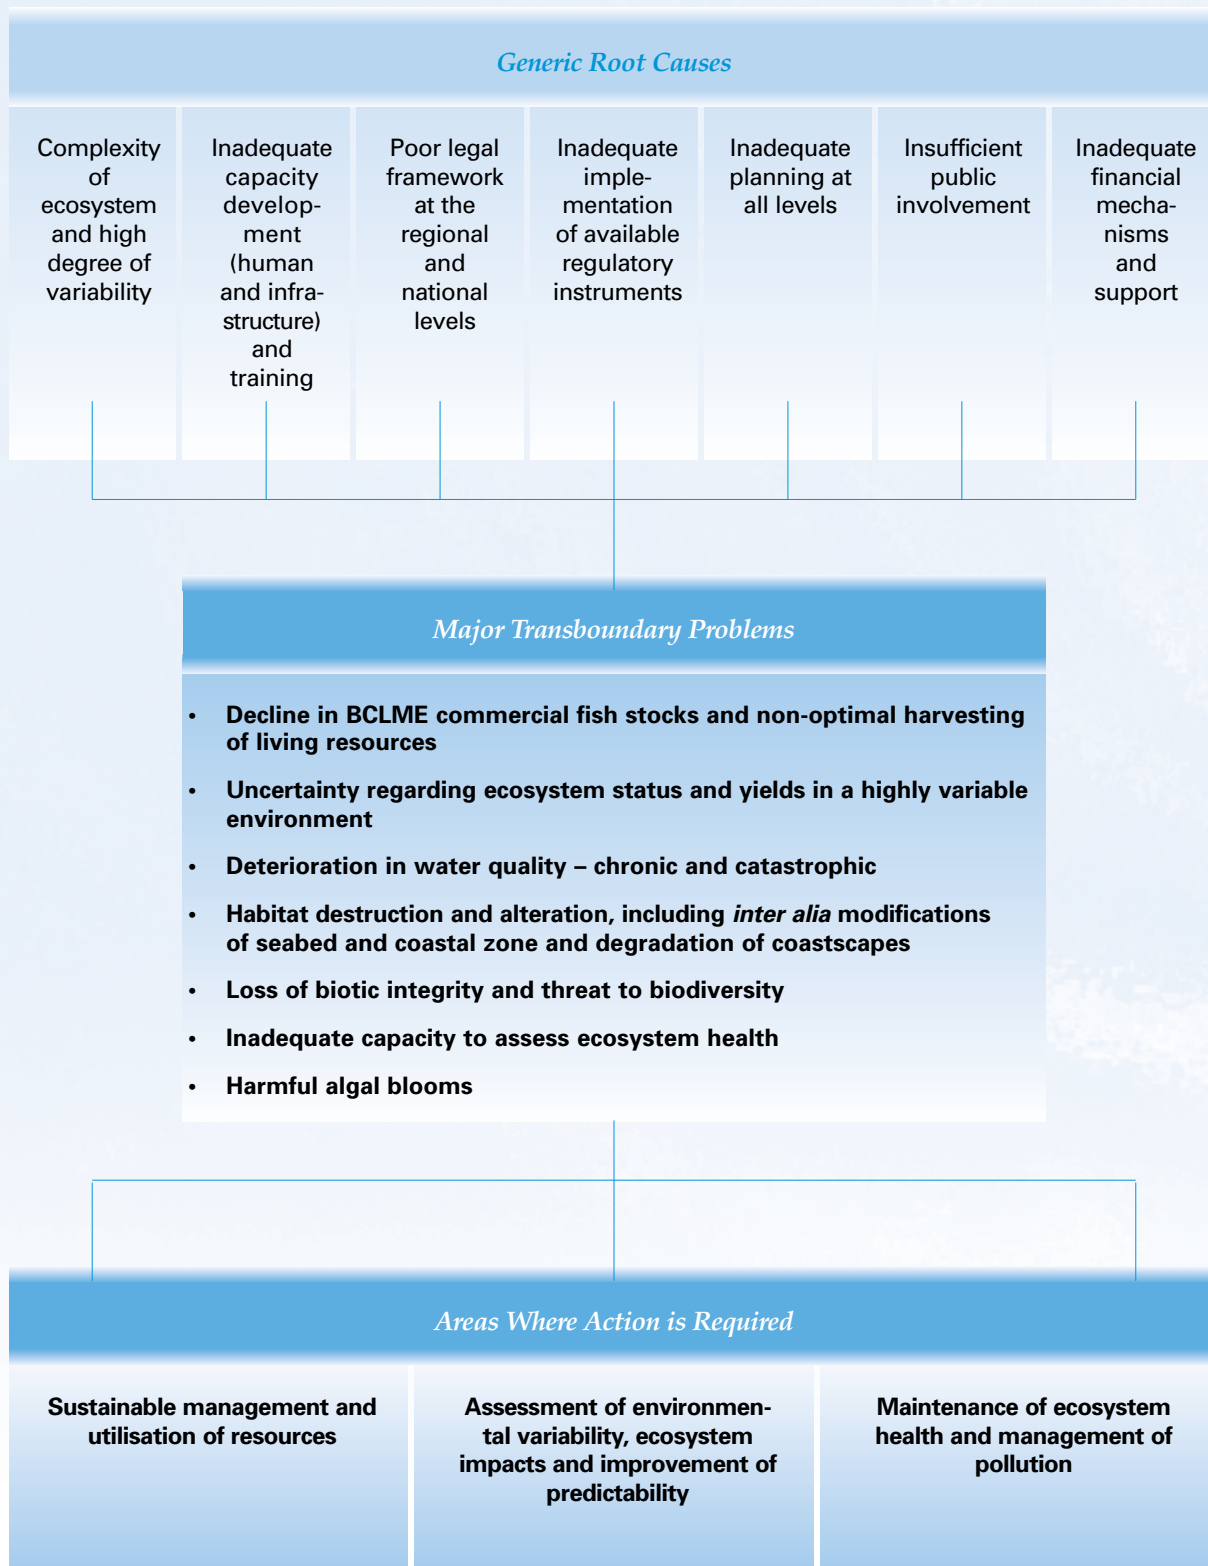 Generic Root Causes
Complexity
of
ecosystem
and high
degree of
variability
Inadequate
capacity
develop-
ment
(human
and infra-
structure)
and
training
Poor legal
framework
at the
regional
and
national
levels
Inadequate
imple-
mentation
of available
regulatory
instruments
Inadequate
planning at
all levels
Insufficient
public
involvement
Inadequate
financial
mecha-
nisms
and
support
Major Transboundary Problems
• Decline in BCLME commercial fish stocks and non-optimal harvesting
of living resources
• Uncertainty regarding ecosystem status and yields in a highly variable
environment
• Deterioration in water quality – chronic and catastrophic
• Habitat destruction and alteration, including inter alia modifications
of seabed and coastal zone and degradation of coastscapes
• Loss of biotic integrity and threat to biodiversity
• Inadequate capacity to assess ecosystem health
• Harmful algal blooms
Areas Where Action is Required
Sustainable management and
utilisation of resources
Assessment of environmen-
tal variability, ecosystem
impacts and improvement of
predictability
Maintenance of ecosystem
health and management of
pollution